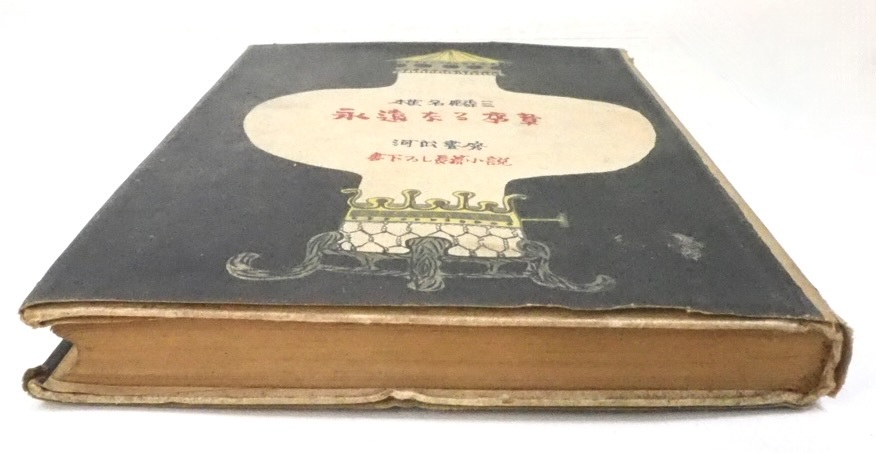 椎名麟三
永遠なる序章
河出書房
書下ろし長篇小説